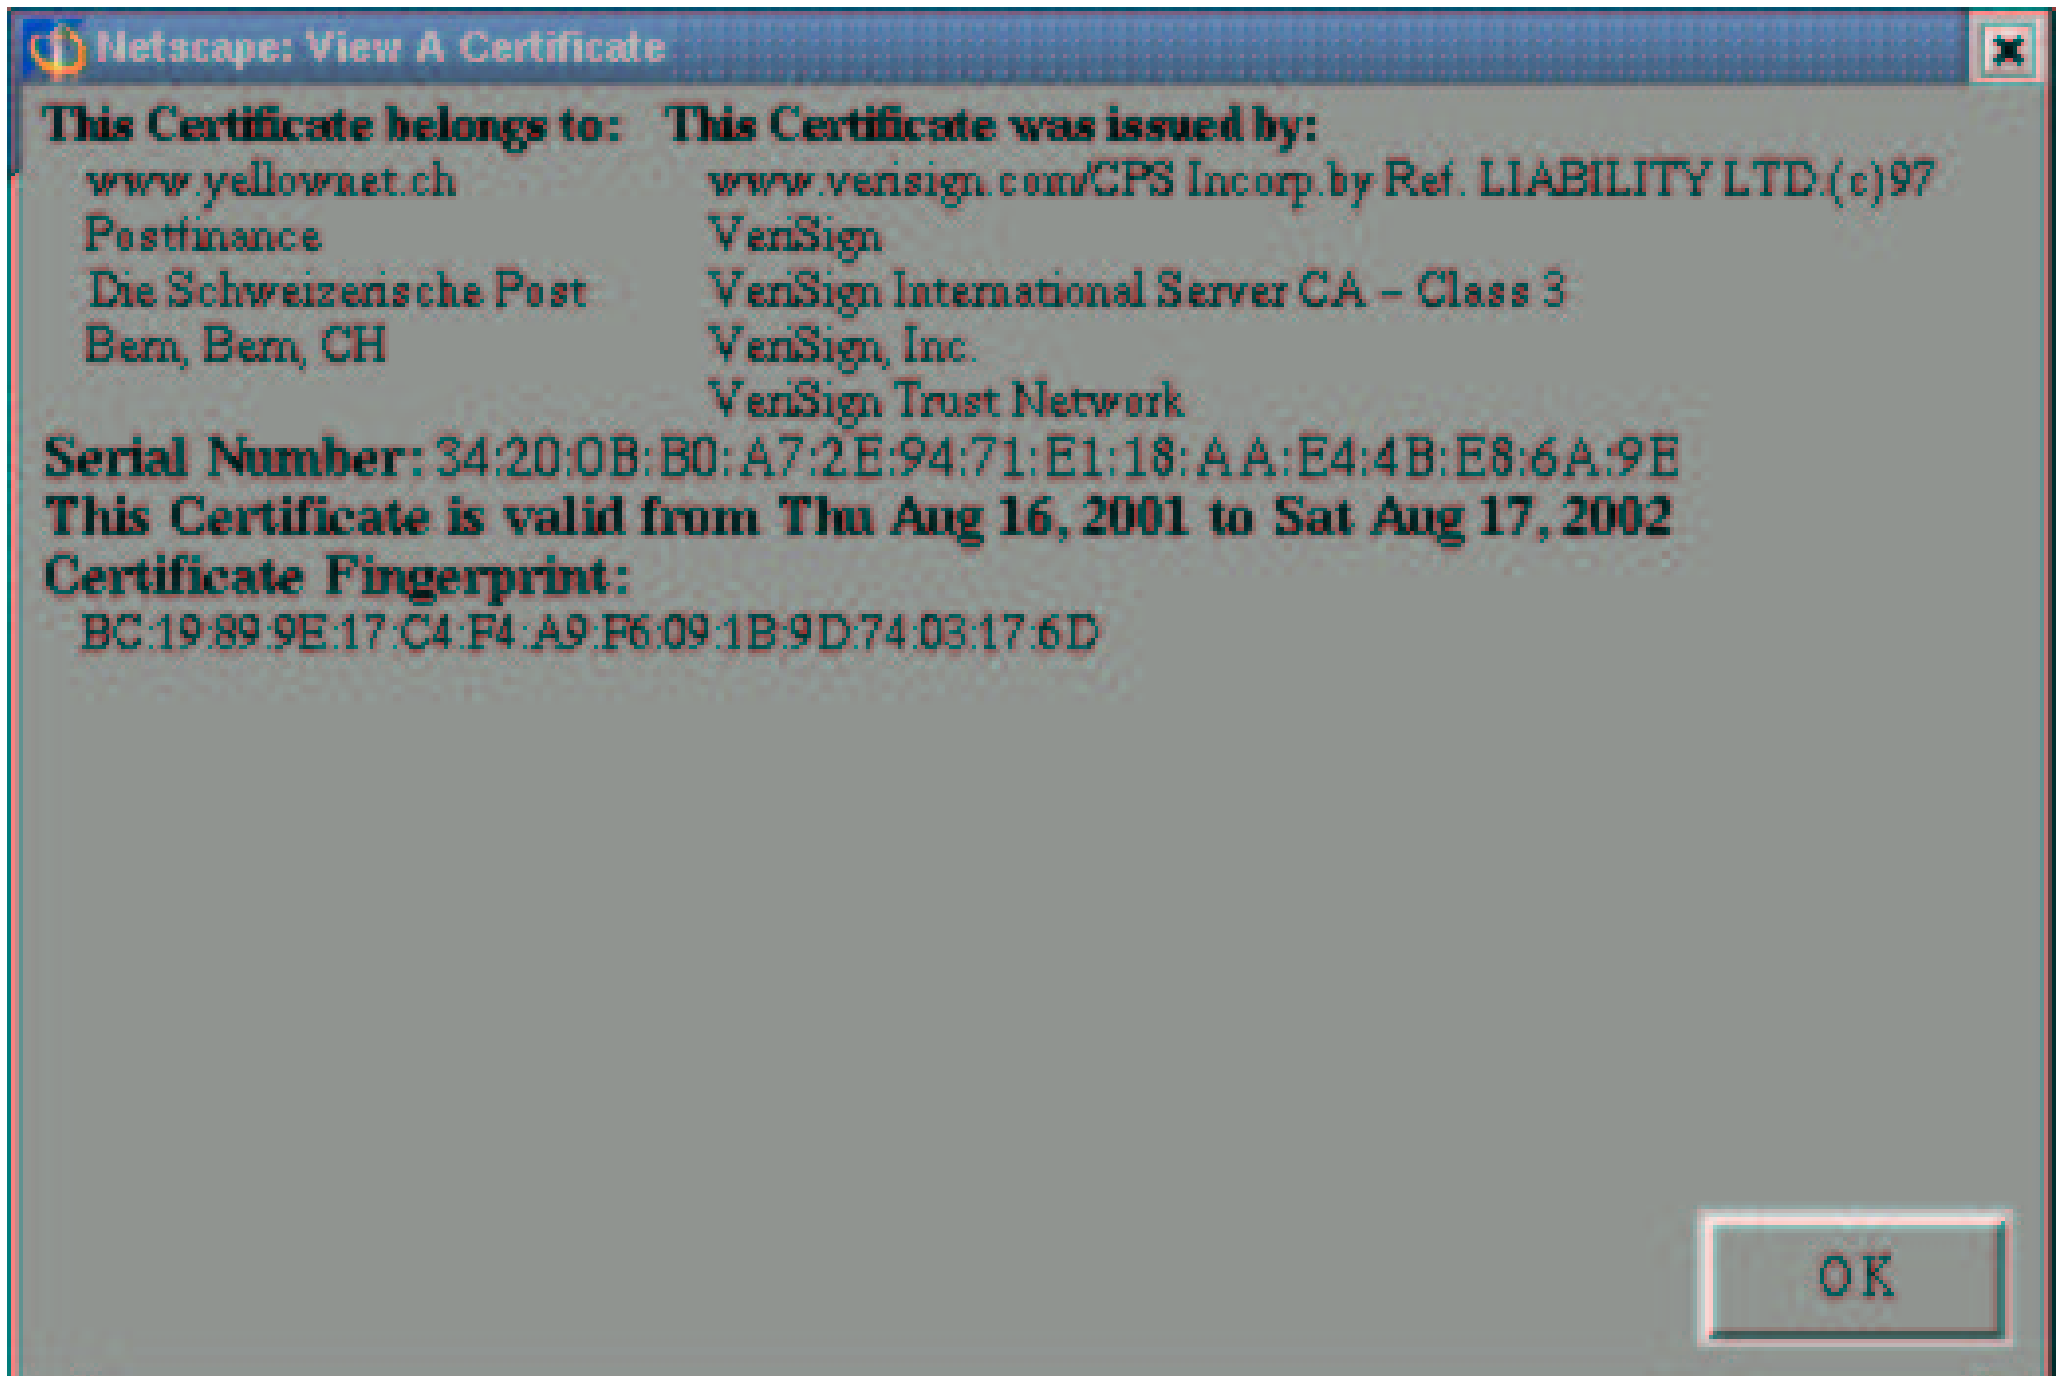 Netscape: View A Certificate
This Certificate belongs to:
www.yellownet.ch
Postfinance
Die Schweizerische Post
Bern, Bern, CH
This Certificate was issued by:
www.verisign.com/CPS Incorp.by Ref. LIABILITY LTD.(c)97
VeriSign
VeriSign International Server CA – Class 3
VeriSign, Inc.
VeriSign Trust Network
Serial Number: 34:20:0B:B0:A7:2E:94:71:E1:18:AA:E4:4B:E8:6A:9E
This Certificate is valid from Thu Aug 16, 2001 to Sat Aug 17, 2002
Certificate Fingerprint:
BC:19:89:9E:17:C4:F4:A9:F6:09:1B:9D:74:03:17:6D
OK